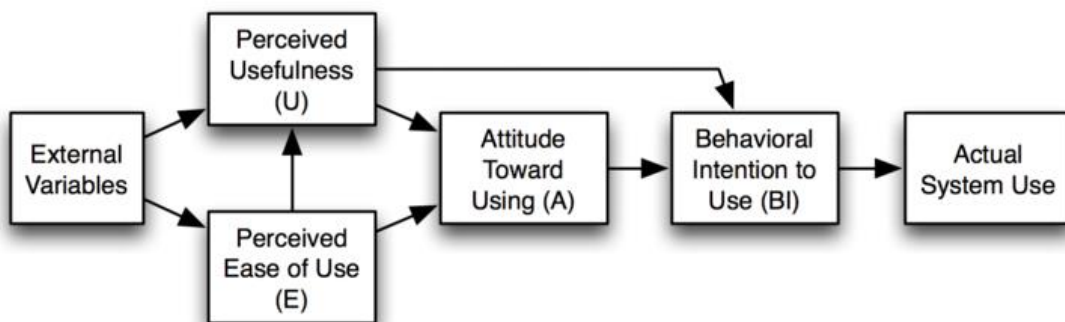 External
Variables
Perceived
Usefulness
(U)
Perceived
Ease of Use
(E)
Attitude
Toward
Using (A)
Behavioral
Intention to
Use (BI)
Actual
System Use